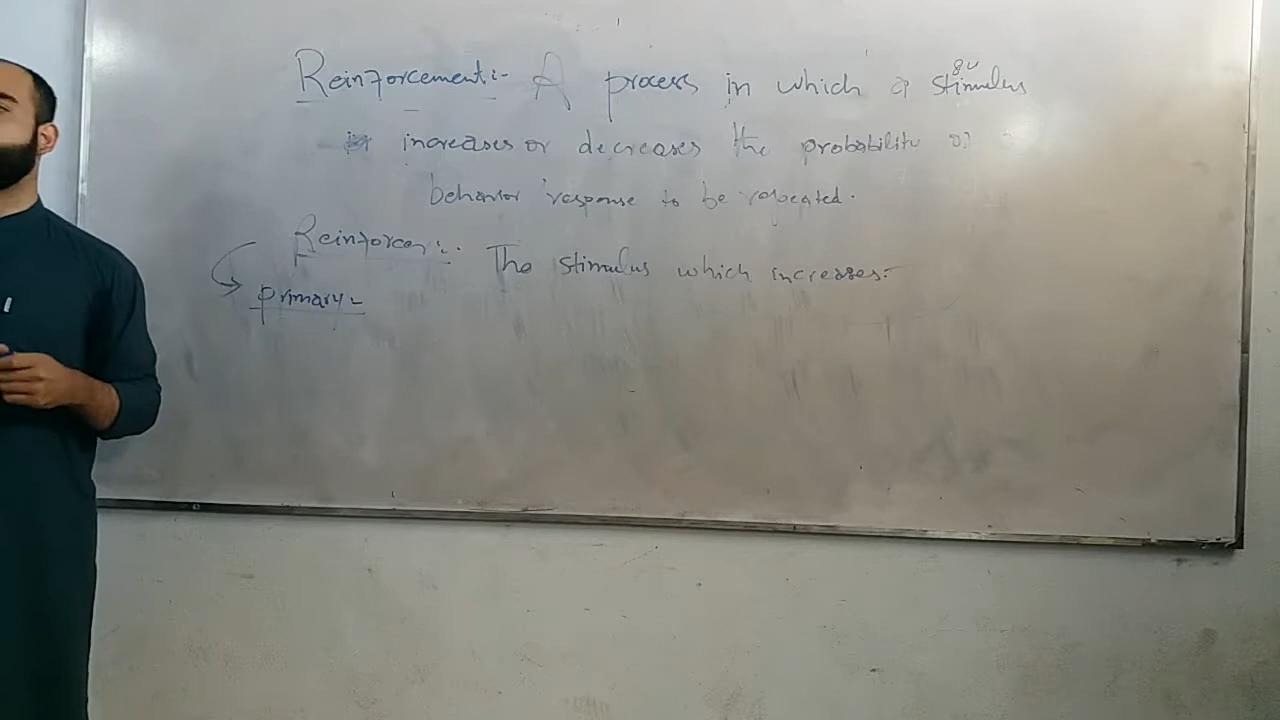 Reinforcement:- A process in which a stimulus
increases or decreases the probability of
behavior response to be repeated.
Reinforcer:- The stimulus which increases:-
primary:-